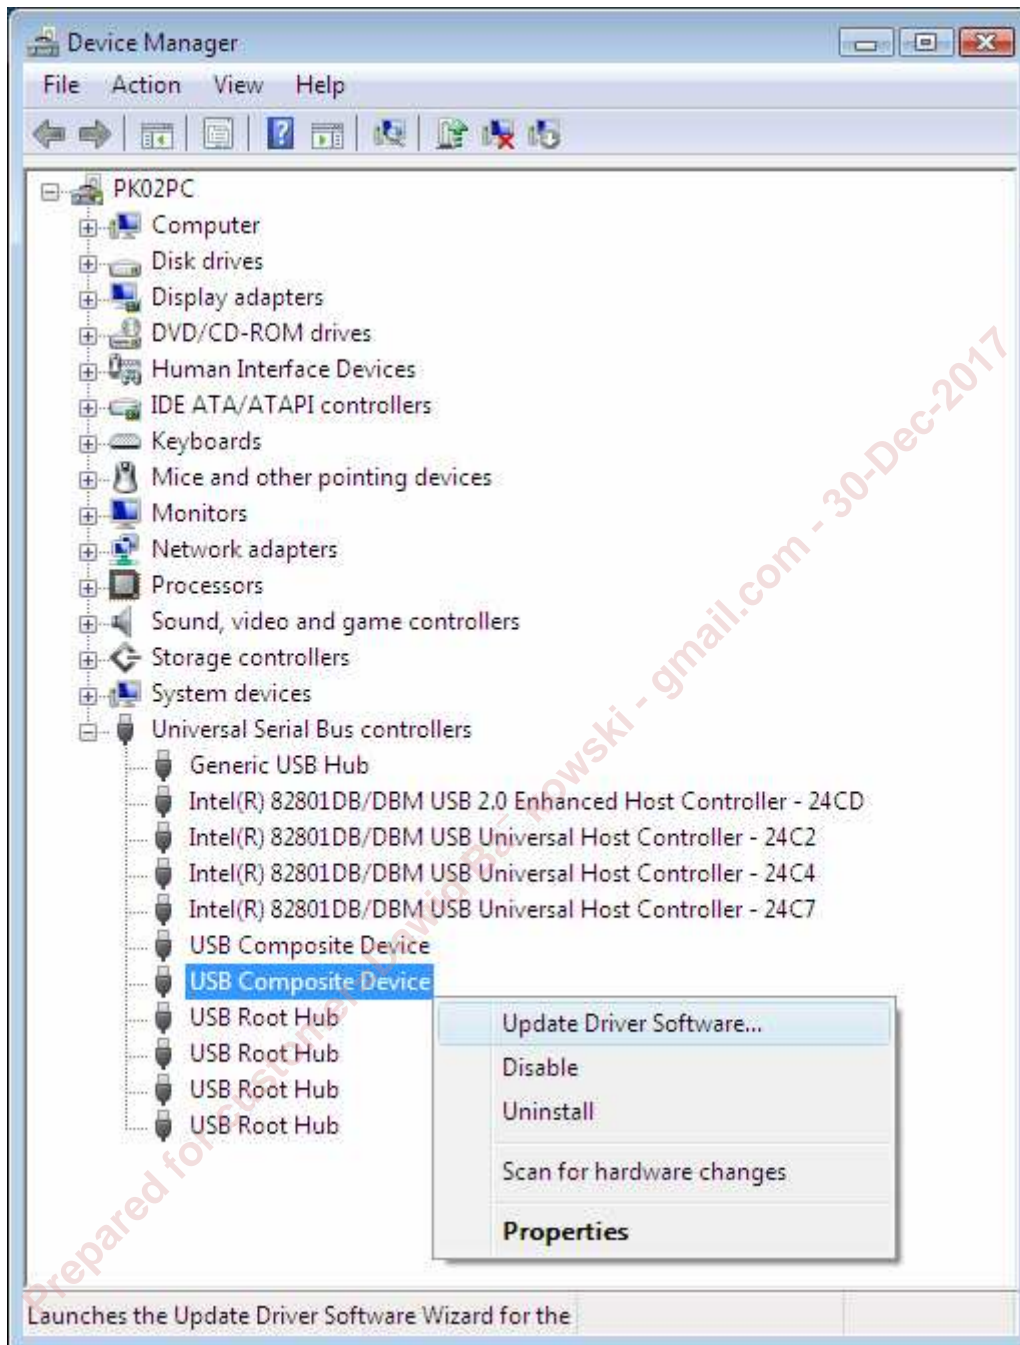 Device Manager
File Action View Help
PK02PC
Computer
Disk drives
Display adapters
DVD/CD-ROM drives
Human Interface Devices
IDE ATA/ATAPI controllers
Keyboards
Mice and other pointing devices
Monitors
Network adapters
Processors
Sound, video and game controllers
Storage controllers
System devices
Universal Serial Bus controllers
Generic USB Hub
Intel(R) 82801DB/DBM USB 2.0 Enhanced Host Controller - 24CD
Intel(R) 82801DB/DBM USB Universal Host Controller - 24C2
Intel(R) 82801DB/DBM USB Universal Host Controller - 24C4
Intel(R) 82801DB/DBM USB Universal Host Controller - 24C7
USB Composite Device
USB Composite Device
USB Root Hub
USB Root Hub
USB Root Hub
USB Root Hub
Update Driver Software...
Disable
Uninstall
Scan for hardware changes
Properties
Launches the Update Driver Software Wizard for the
Prepared for customer David - gmail.com - 30-Dec-2017